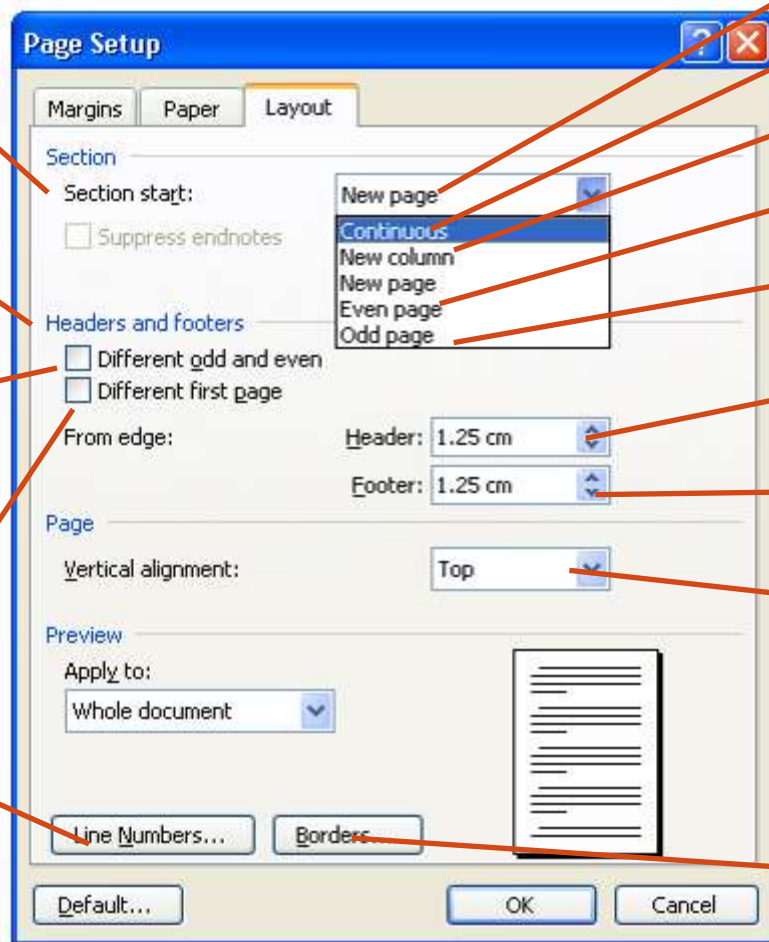 Page Setup
Margins Paper Layout
Section
Section start: New page
Suppress endnotes
Continuous
New column
New page
Even page
Odd page
Headers and footers
Different odd and even
Different first page
From edge: Header: 1.25 cm
Footer: 1.25 cm
Page
Vertical alignment: Top
Preview
Apply to:
Whole document
Line Numbers... Borders...
Default... OK Cancel